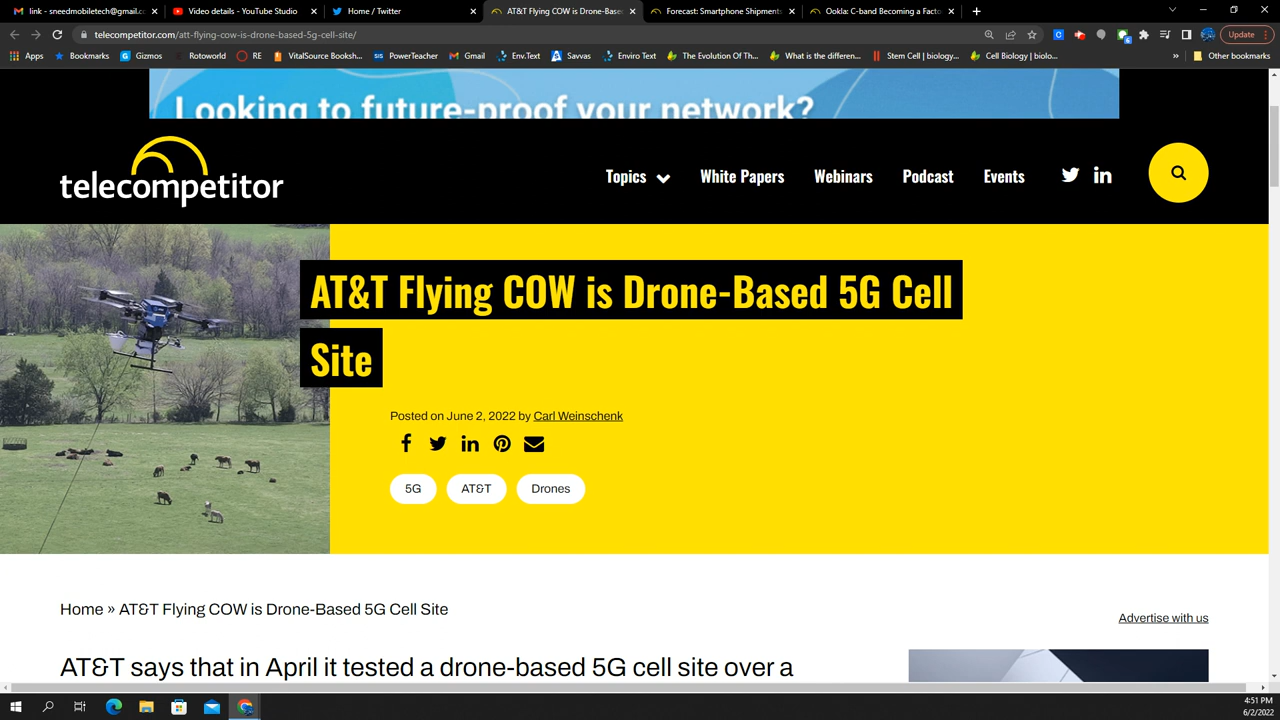 link - sneedmobiletech@gmail.c
Video details - YouTube Studio
Home / Twitter
AT&T Flying COW is Drone-Base
Forecast: Smartphone Shipments
Ookla: C-band Becoming a Facto
telecompetitor.com/att-flying-cow-is-drone-based-5g-cell-site/
Update
Apps
Bookmarks
Gizmos
Rotoworld
RE
VitalSource Booksh...
SIS PowerTeacher
Gmail
Env.Text
Savvas
Enviro Text
The Evolution Of Th...
What is the differen...
Stem Cell | biology...
Cell Biology | biolo...
»
Other bookmarks
Looking to future-proof your network?
telecompetitor
Topics
White Papers
Webinars
Podcast
Events
AT&T Flying COW is Drone-Based 5G Cell
Site
Posted on June 2, 2022 by Carl Weinschenk
5G
AT&T
Drones
Home » AT&T Flying COW is Drone-Based 5G Cell Site
Advertise with us
AT&T says that in April it tested a drone-based 5G cell site over a
4:51 PM
6/2/2022